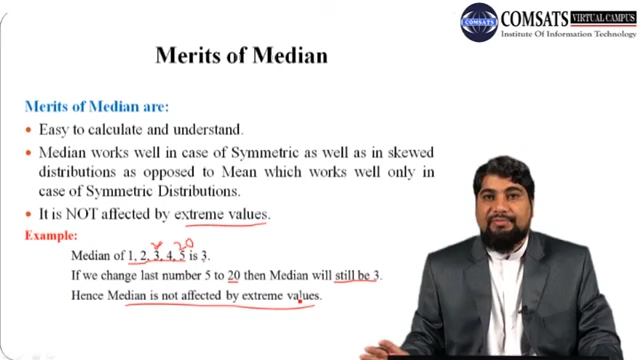 COMSATS VIRTUAL CAMPUS
Institute Of Information Technology
COMSATS
Merits of Median
Merits of Median are:
• Easy to calculate and understand.
• Median works well in case of Symmetric as well as in skewed
distributions as opposed to Mean which works well only in
case of Symmetric Distributions.
• It is NOT affected by extreme values.
Example:
20
Median of 1, 2, 3, 4, 5 is 3.
If we change last number 5 to 20 then Median will still be 3.
Hence Median is not affected by extreme values.